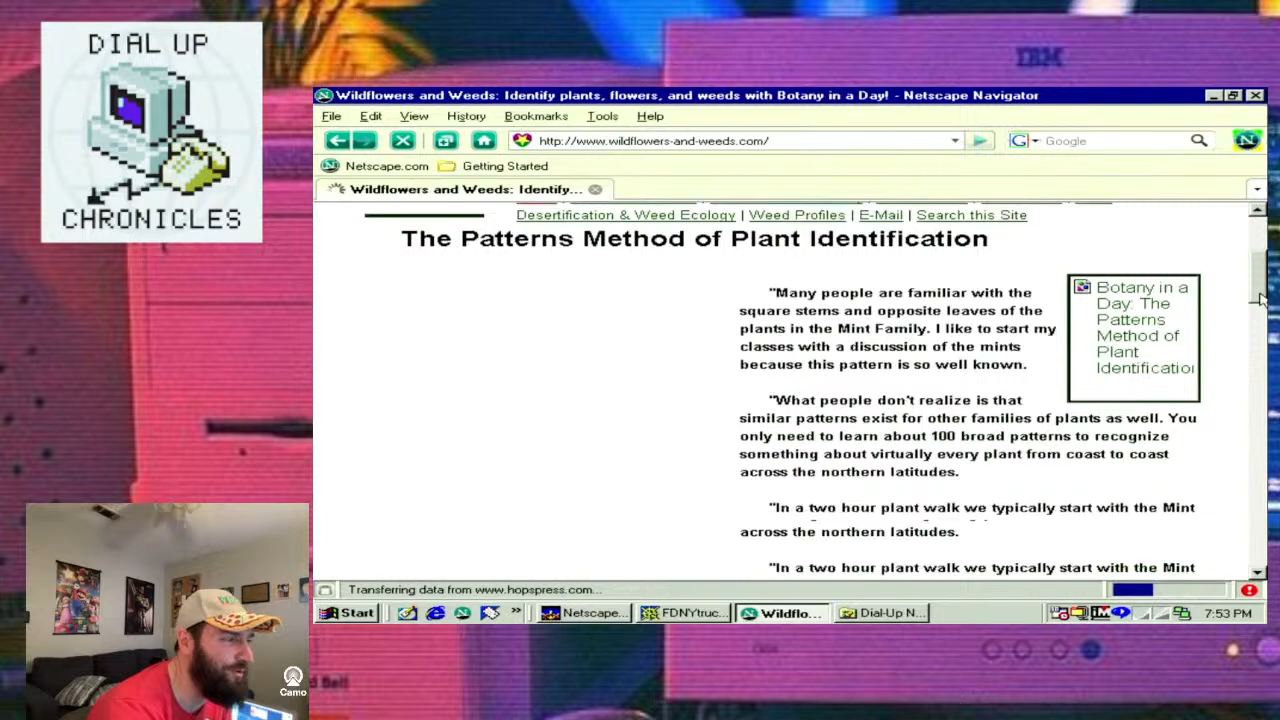 DIAL UP
CHRONICLES
IBM
Wildflowers and Weeds: Identify plants, flowers, and weeds with Botany in a Day! - Netscape Navigator
File Edit View History Bookmarks Tools Help
http://www.wildflowers-and-weeds.com/
G Google
N
Netscape.com Getting Started
Wildflowers and Weeds: Identify...
Desertification & Weed Ecology | Weed Profiles | E-Mail | Search this Site
The Patterns Method of Plant Identification
"Many people are familiar with the
square stems and opposite leaves of the
plants in the Mint Family. I like to start my
classes with a discussion of the mints
because this pattern is so well known.
Botany in a
Day: The
Patterns
Method of
Plant
Identification
"What people don't realize is that
similar patterns exist for other families of plants as well. You
only need to learn about 100 broad patterns to recognize
something about virtually every plant from coast to coast
across the northern latitudes.
"In a two hour plant walk we typically start with the Mint
across the northern latitudes.
"In a two hour plant walk we typically start with the Mint
Transferring data from www.hopspress.com...
Start » Netscape... FDNYtruc... Wildflo... Dial-Up N... 7:53 PM
Camo
Bell